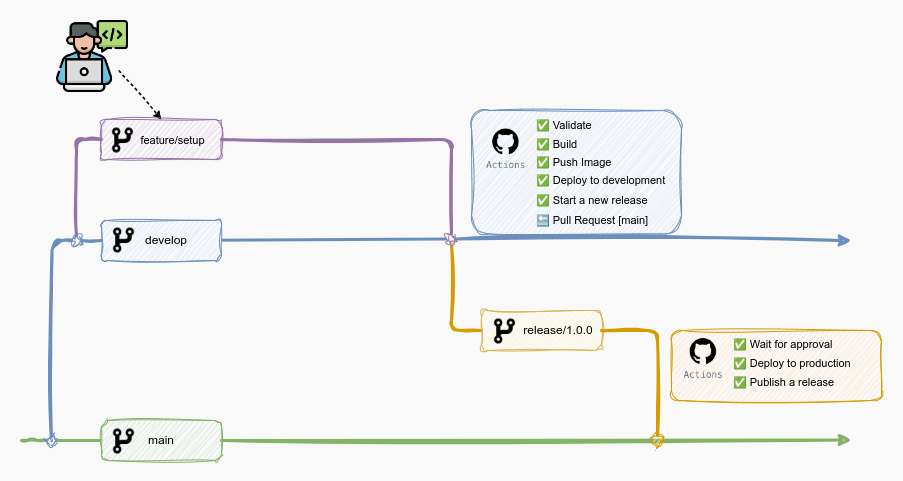 </>
feature/setup
Actions
✅ Validate
✅ Build
✅ Push Image
✅ Deploy to development
✅ Start a new release
🔙 Pull Request [main]
develop
release/1.0.0
Actions
✅ Wait for approval
✅ Deploy to production
✅ Publish a release
main